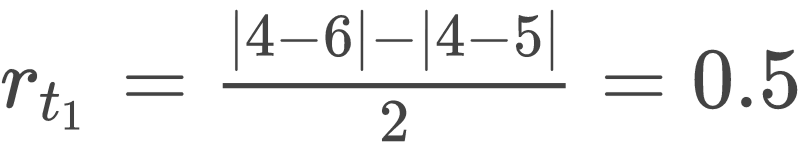 r_{t_1} = \frac{|4-6|-|4-5|}{2} = 0.5